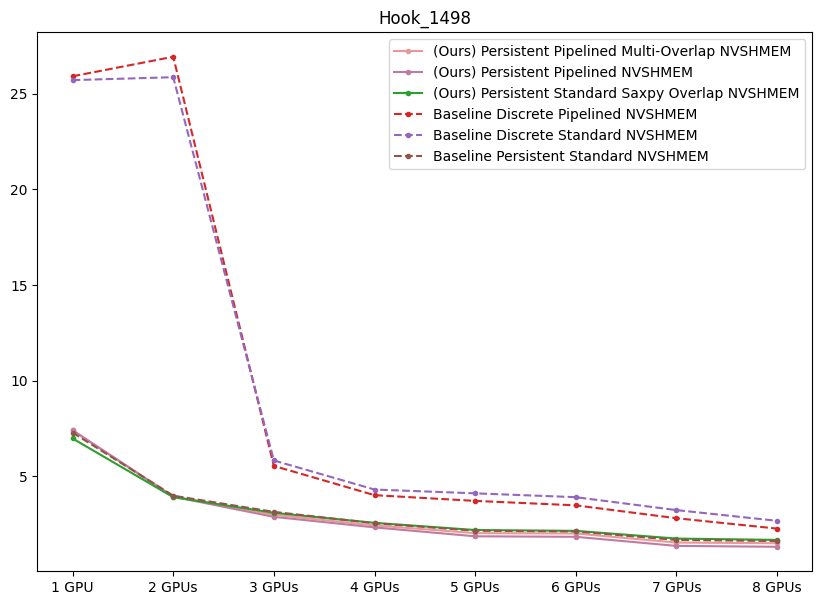 Hook_1498
(Ours) Persistent Pipelined Multi-Overlap NVSHMEM
(Ours) Persistent Pipelined NVSHMEM
(Ours) Persistent Standard Saxpy Overlap NVSHMEM
Baseline Discrete Pipelined NVSHMEM
Baseline Discrete Standard NVSHMEM
Baseline Persistent Standard NVSHMEM
25
20
15
10
5
1 GPU 2 GPUs 3 GPUs 4 GPUs 5 GPUs 6 GPUs 7 GPUs 8 GPUs